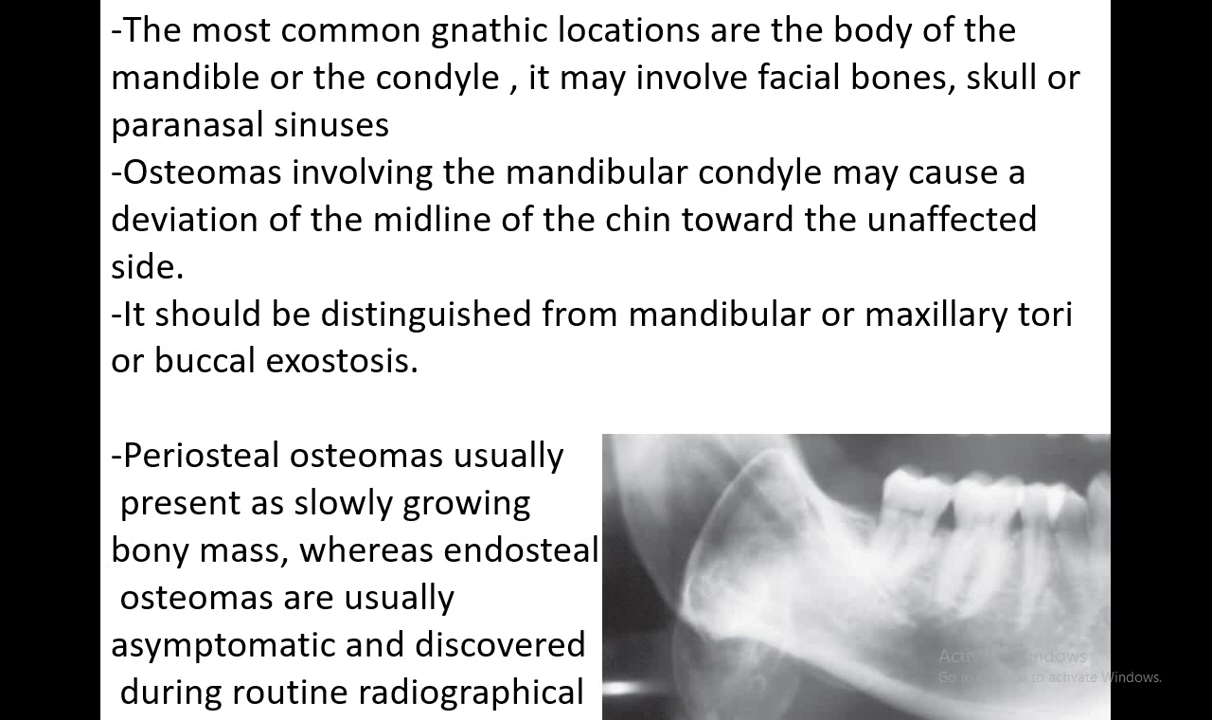 -The most common gnathic locations are the body of the
mandible or the condyle , it may involve facial bones, skull or
paranasal sinuses
-Osteomas involving the mandibular condyle may cause a
deviation of the midline of the chin toward the unaffected
side.
-It should be distinguished from mandibular or maxillary tori
or buccal exostosis.
-Periosteal osteomas usually
present as slowly growing
bony mass, whereas endosteal
osteomas are usually
asymptomatic and discovered
during routine radiographical
Windows
Go to to activate Windows.